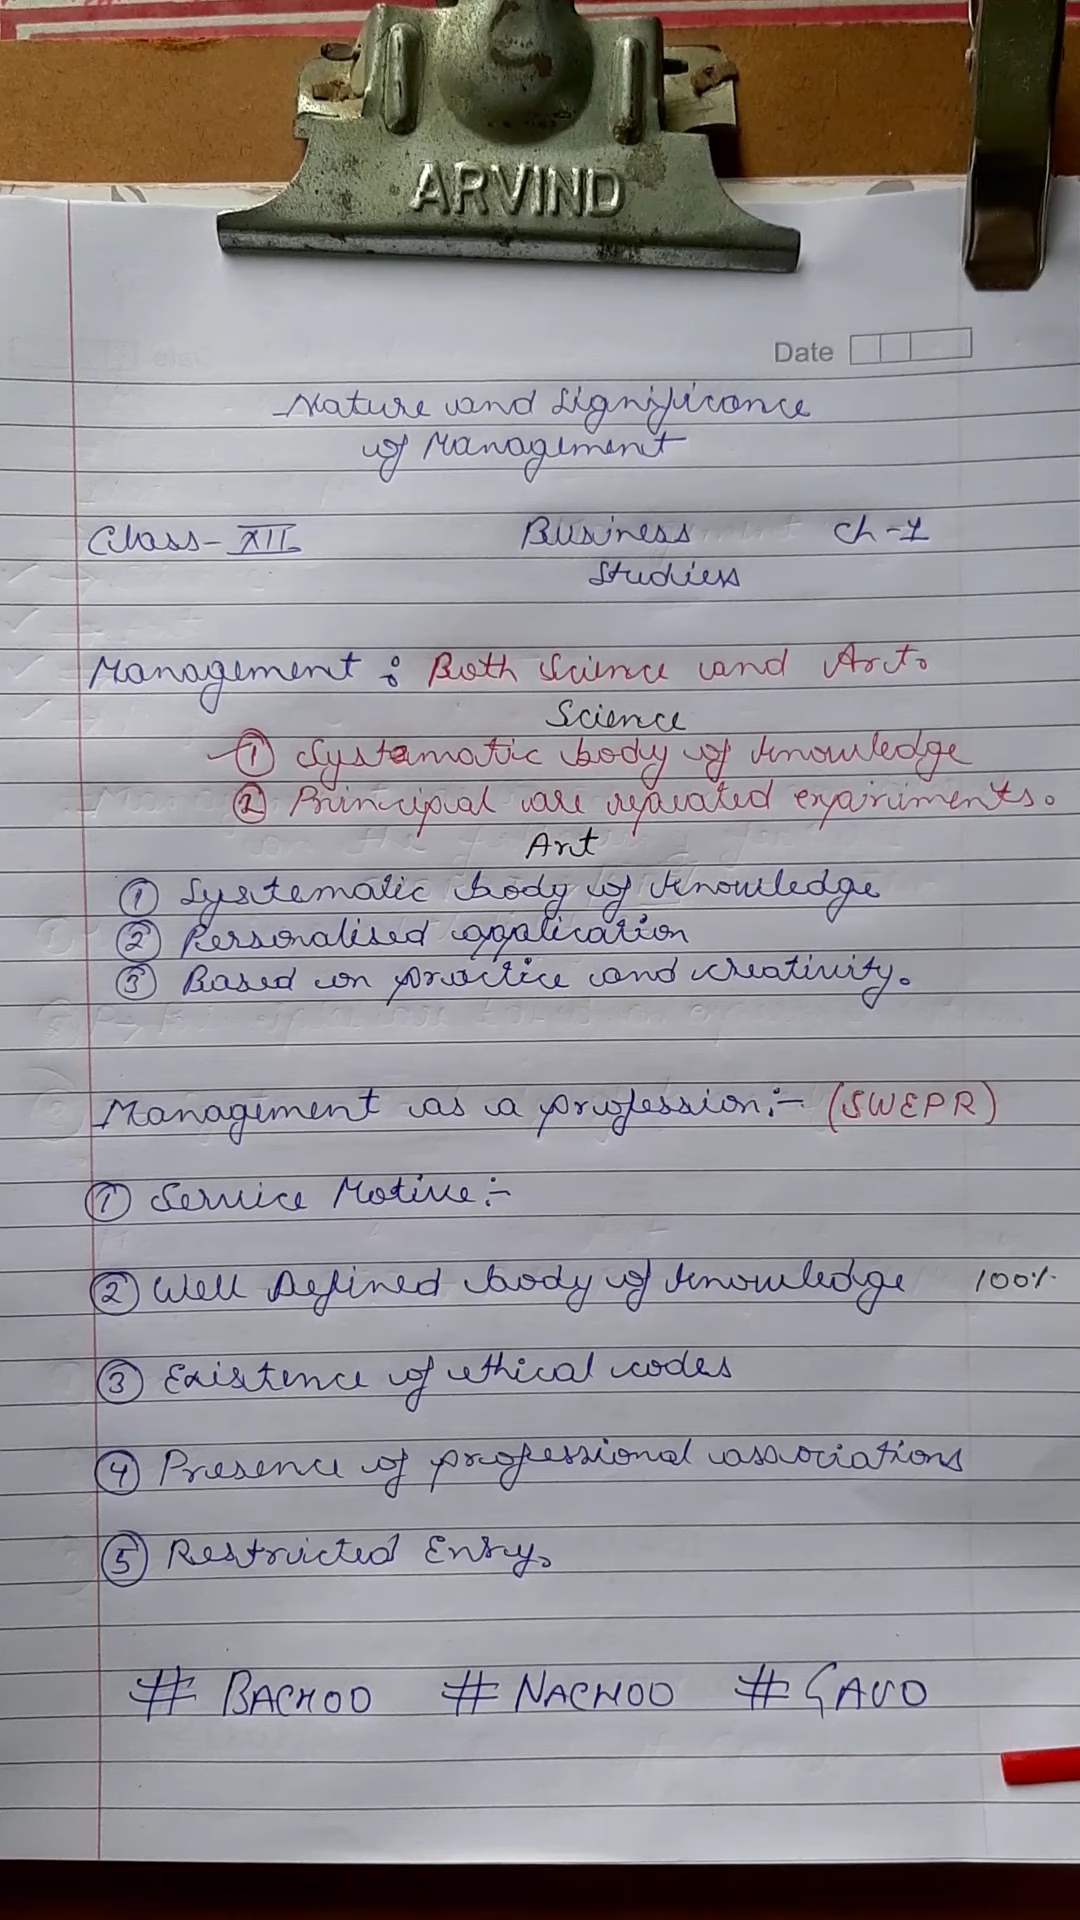 ARVIND
Date
Nature and Significance
of Management
Class-XII Business Ch-1
Studies
Management : Both Science and Art.
Science
① Systematic body of knowledge
② Principal are repeated experiments.
Art
① Systematic body of knowledge
② Personalised application
③ Based on practice and creativity.
Management as a profession:- (SWEPR)
① Service Motive:-
② Well Defined body of knowledge 100%
③ Existence of ethical codes
④ Presence of professional associations
⑤ Restricted Entry.
# BACHOO # NACHOO # GAUO